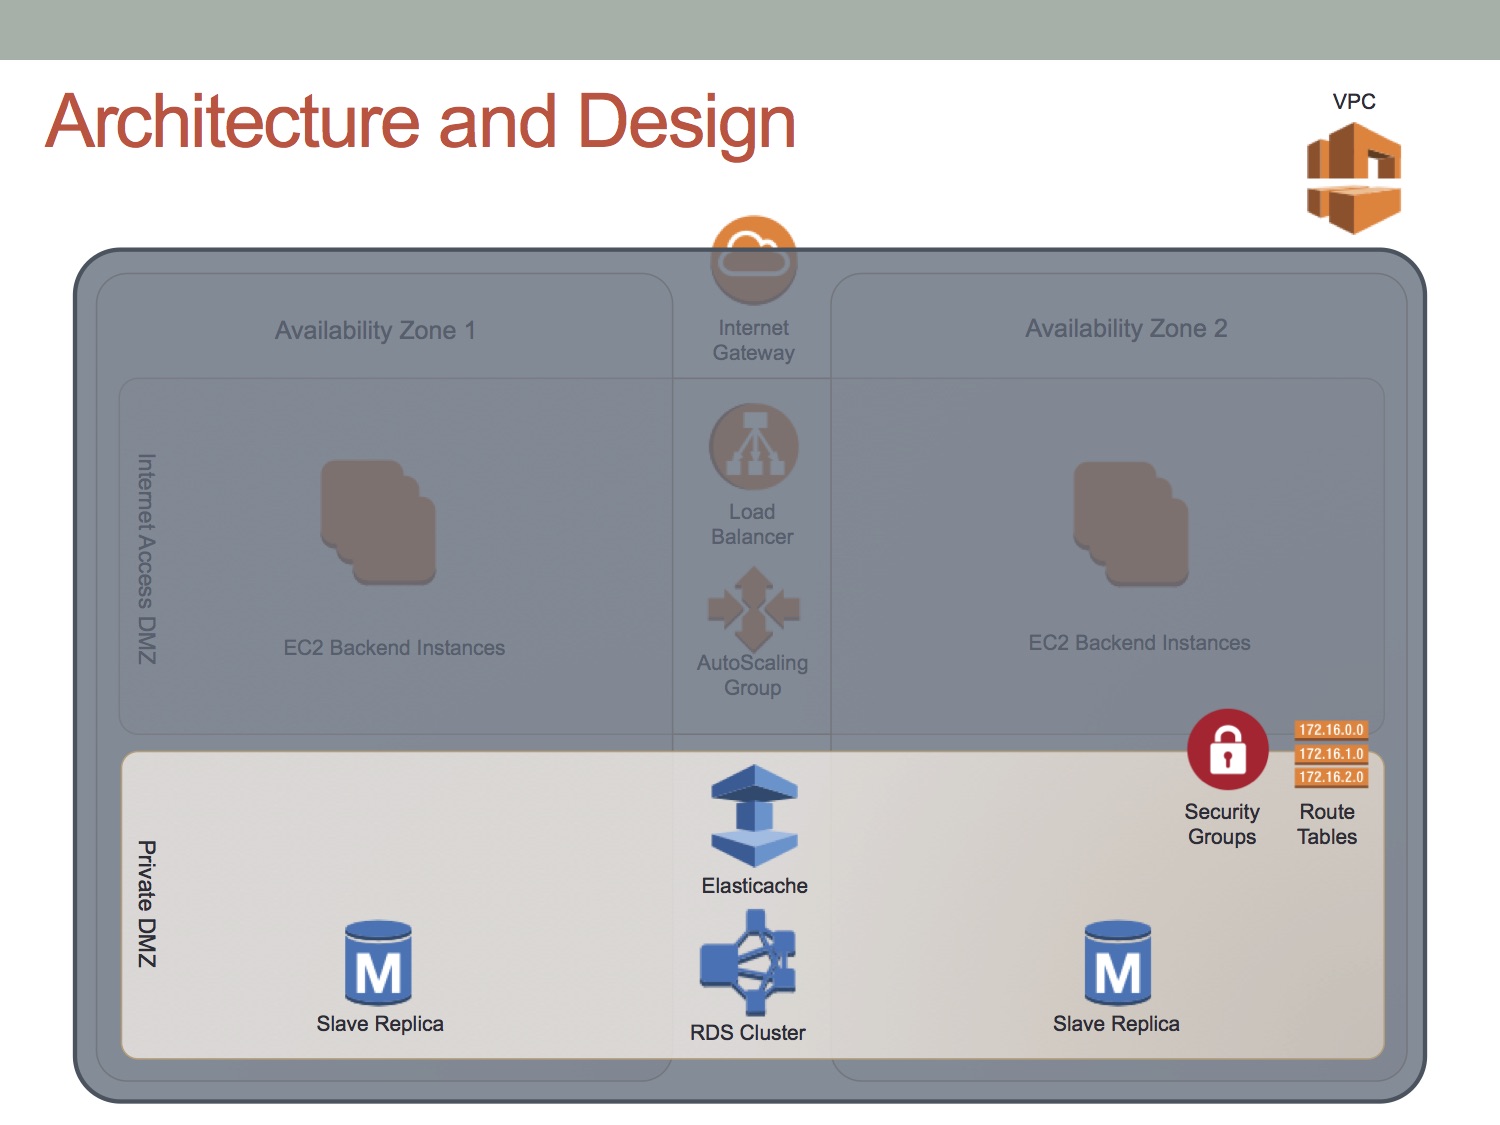 Architecture and Design
VPC
Internet
Gateway
Availability Zone 1
Availability Zone 2
Internet Access DMZ
Load
Balancer
AutoScaling
Group
EC2 Backend Instances
EC2 Backend Instances
172.16.0.0
172.16.1.0
172.16.2.0
Security
Groups
Route
Tables
Private DMZ
Elasticache
M
Slave Replica
RDS Cluster
M
Slave Replica